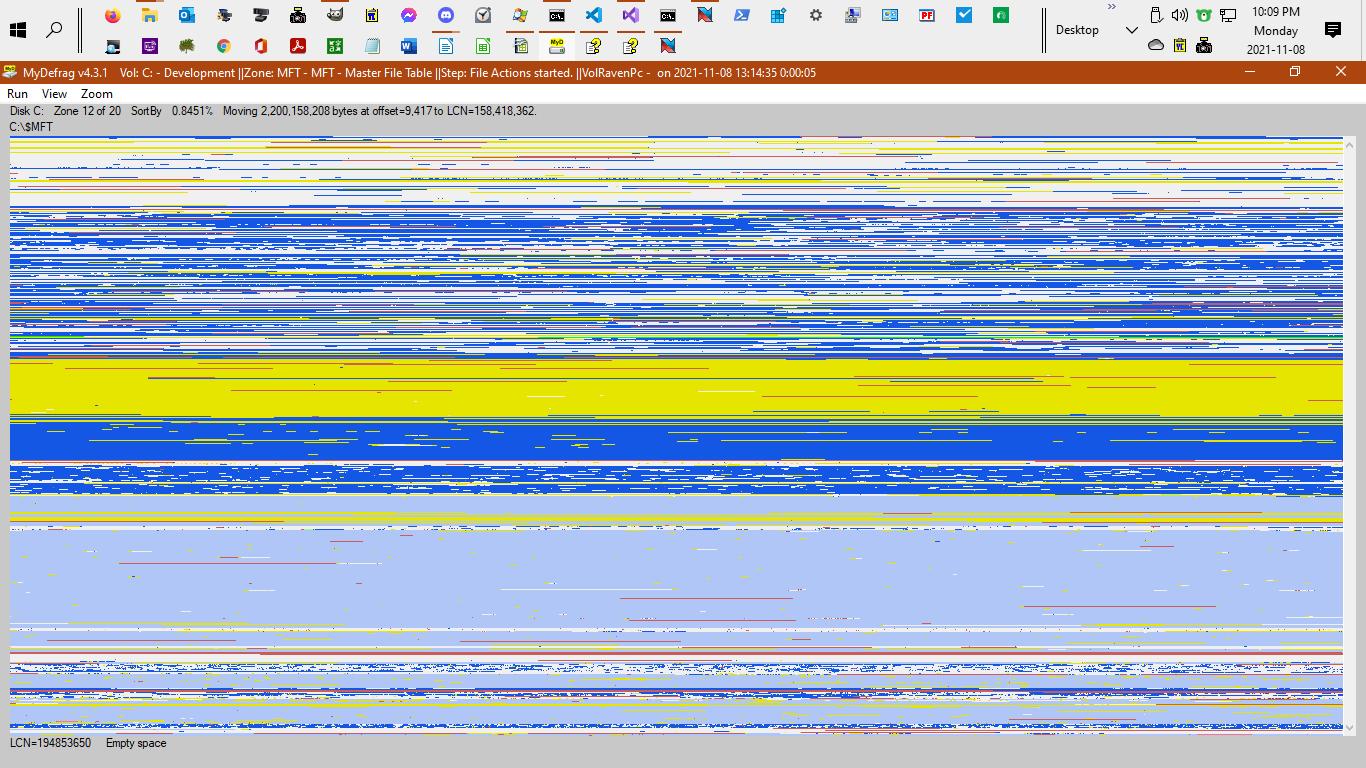 10:09 PM
Desktop
Monday
2021-11-08
MyDefrag v4.3.1 Vol: C: - Development ||Zone: MFT - MFT - Master File Table ||Step: File Actions started. ||VolRavenPc - on 2021-11-08 13:14:35 0:00:05
Run View Zoom
Disk C: Zone 12 of 20 SortBy 0.8451% Moving 2,200,158,208 bytes at offset=9,417 to LCN=158,418,362.
C:\$MFT
LCN=194853650 Empty space